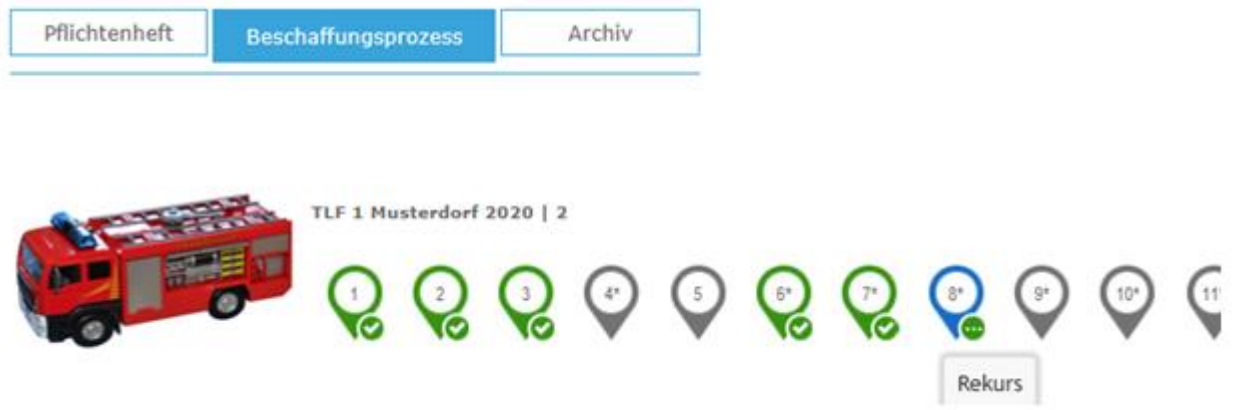 Pflichtenheft Beschaffungsprozess Archiv
TLF 1 Musterdorf 2020 | 2
1 2 3 4* 5 6* 7* 8* 9* 10* 11*
Rekurs